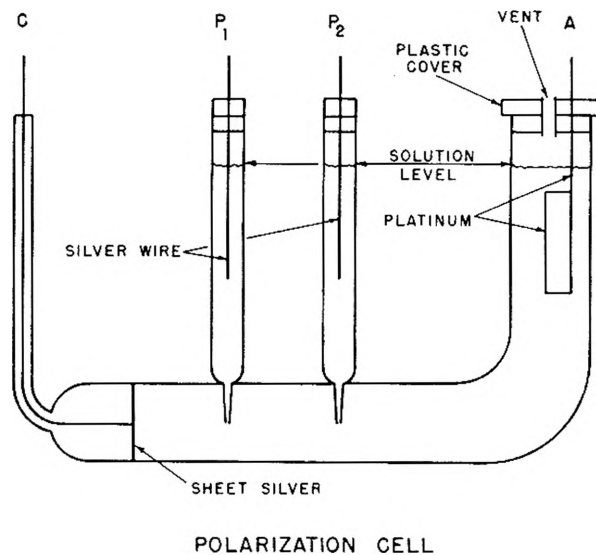 C
P1
P2
VENT
A
PLASTIC
COVER
SOLUTION
LEVEL
PLATINUM
SILVER WIRE
SHEET SILVER
POLARIZATION CELL